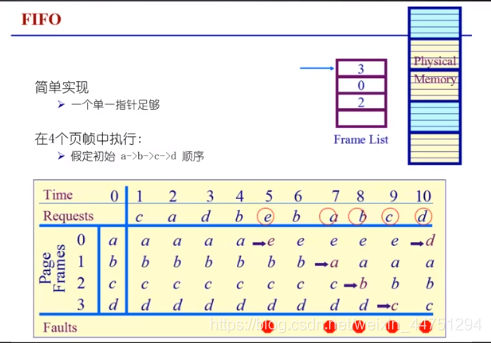 FIFO
简单实现
一个单一指针足够
在4个页帧中执行：
假定初始 a->b->c->d 顺序
3
0
2
Frame List
Physical
Memory
Time 0 1 2 3 4 5 6 7 8 9 10
Requests c a d b e b a b c d
Page Frames
0 a a a a a e e e e e d
1 b b b b b b b a a a a
2 c c c c c c c c b b b
3 d d d d d d d d d c c
Faults
https://blog.csdn.net/weixin_44751294